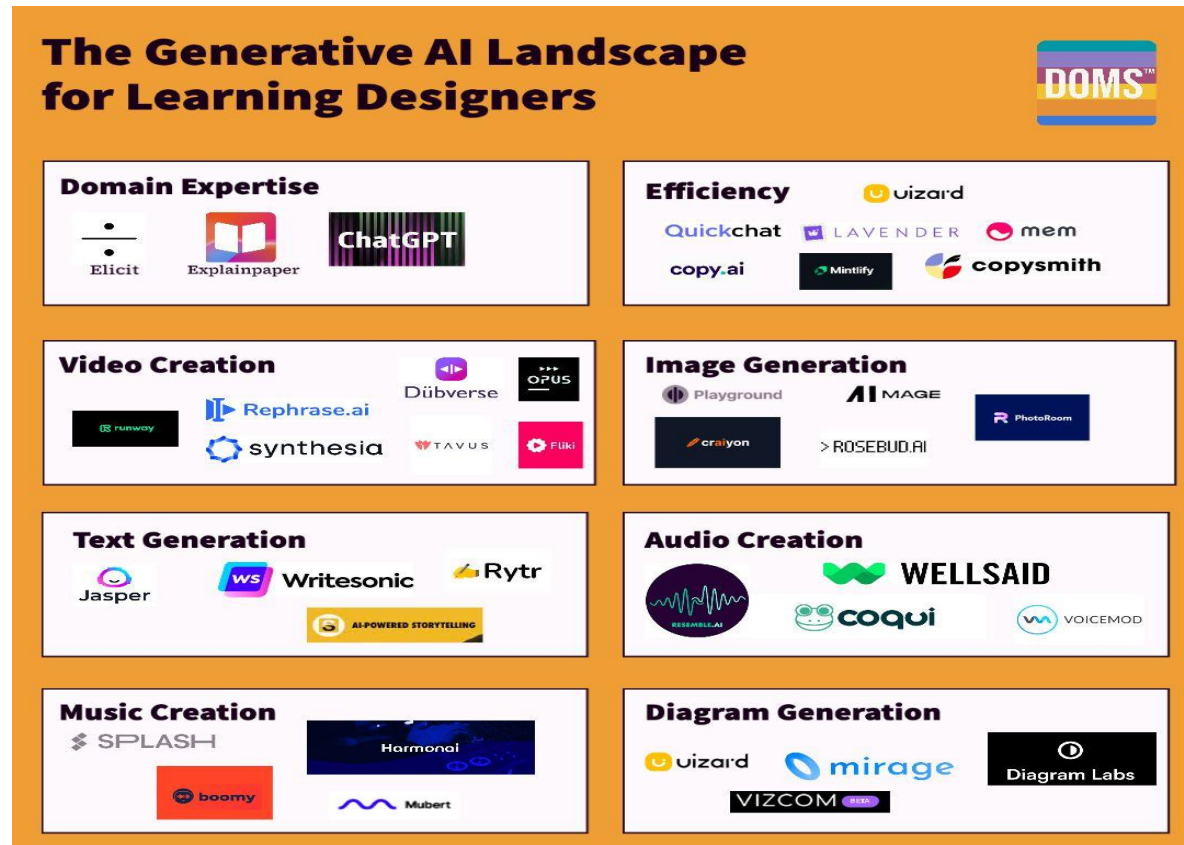 The Generative AI Landscape
for Learning Designers
DOMS™
Domain Expertise
Elicit
Explainpaper
ChatGPT
Efficiency
uizard
Quickchat
LAVENDER
mem
copy.ai
Mintlify
copysmith
Video Creation
runway
Rephrase.ai
synthesia
Dübverse
OPUS
TAVUS
Fliki
Image Generation
Playground
AIMAGE
PhotoRoom
craiyon
>ROSEBUD.AI
Text Generation
Jasper
WS Writesonic
Rytr
AI-POWERED STORYTELLING
Audio Creation
RESEMBLE.AI
WELLSAID
coqui
VOICEMOD
Music Creation
SPLASH
Harmonai
boomy
Mubert
Diagram Generation
uizard
mirage
Diagram Labs
VIZCOM BETA